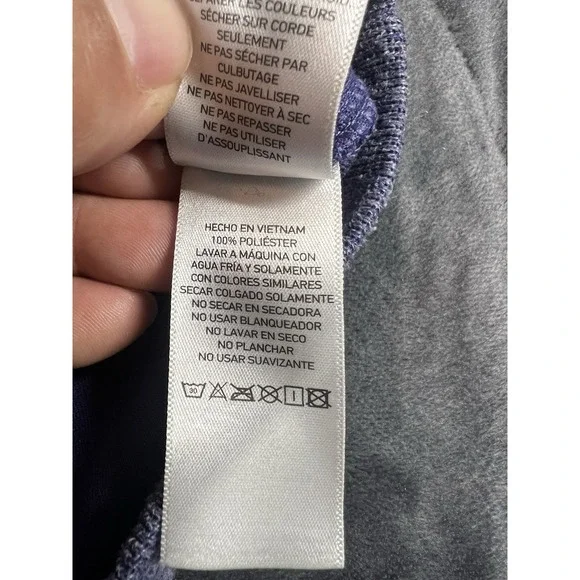 LES COULEURS
SÉCHER SUR CORDE
SEULEMENT
NE PAS SÉCHER PAR
CULBUTAGE
NE PAS JAVELLISER
NE PAS NETTOYER À SEC
NE PAS REPASSER
NE PAS UTILISER
D'ASSOUPLISSANT
HECHO EN VIETNAM
100% POLIÉSTER
LAVAR A MÁQUINA CON
AGUA FRÍA Y SOLAMENTE
CON COLORES SIMILARES
SECAR COLGADO SOLAMENTE
NO SECAR EN SECADORA
NO USAR BLANQUEADOR
NO LAVAR EN SECO
NO PLANCHAR
NO USAR SUAVIZANTE
30